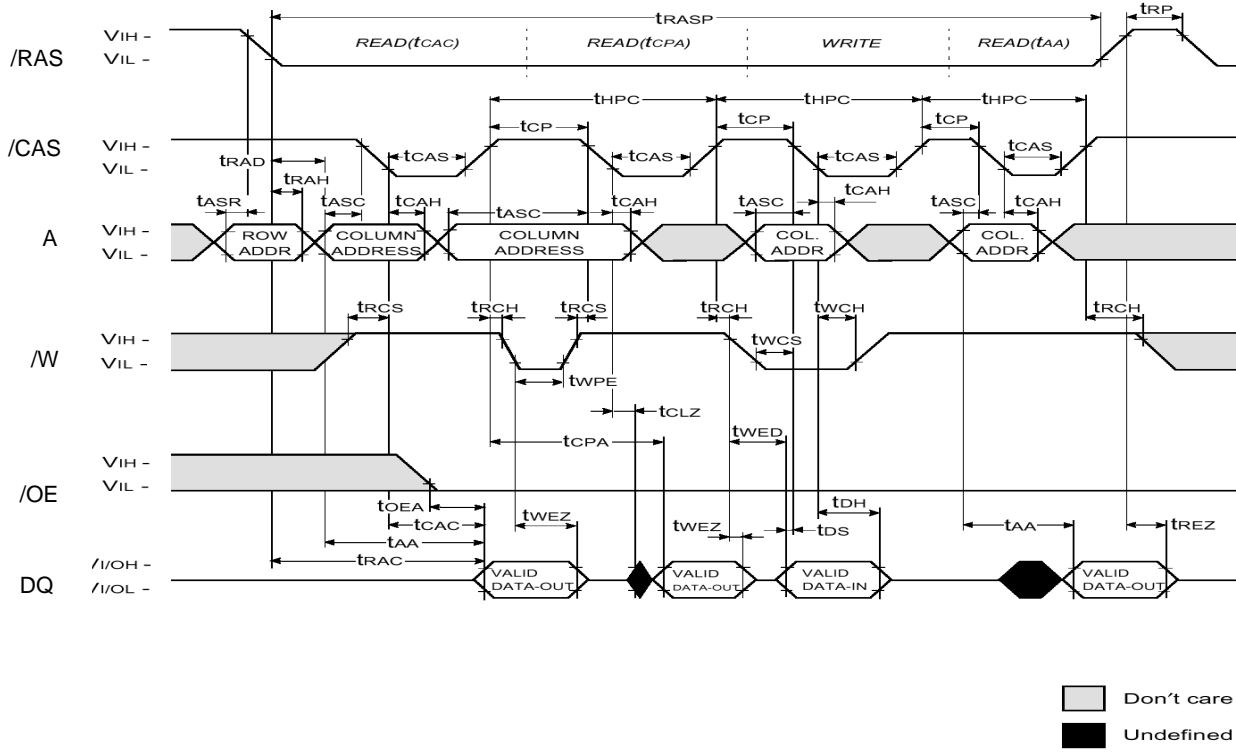 tRASP tRP
/RAS VIH - READ(tCAC) READ(tCPA) WRITE READ(tAA)
VIL -
tHPC tHPC tHPC
tCP tCP tCP
/CAS VIH - tCAS tCAS tCAS tCAS
VIL - tRAD
tRAH tCAH
tASR tASC tCAH tASC tCAH tASC tASC tCAH
A VIH - ROW ADDR COLUMN ADDRESS COLUMN ADDRESS COL. ADDR COL. ADDR
VIL -
tRCS tRCH tRCS tRCH tWCH tRCH
/W VIH -
VIL - tWCS
tWPE
tCLZ
tCPA tWED
/OE VIH -
VIL -
tOEA tDH
tCAC tWEZ tWEZ tDS tAA tREZ
tAA
tRAC
DQ /I/OH - VALID DATA-OUT VALID DATA-OUT VALID DATA-IN VALID DATA-OUT
/I/OL -
Don't care
Undefined